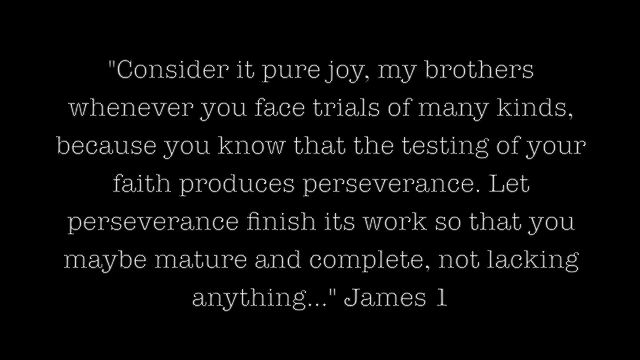 "Consider it pure joy, my brothers
whenever you face trials of many kinds,
because you know that the testing of your
faith produces perseverance. Let
perseverance finish its work so that you
maybe mature and complete, not lacking
anything..." James 1